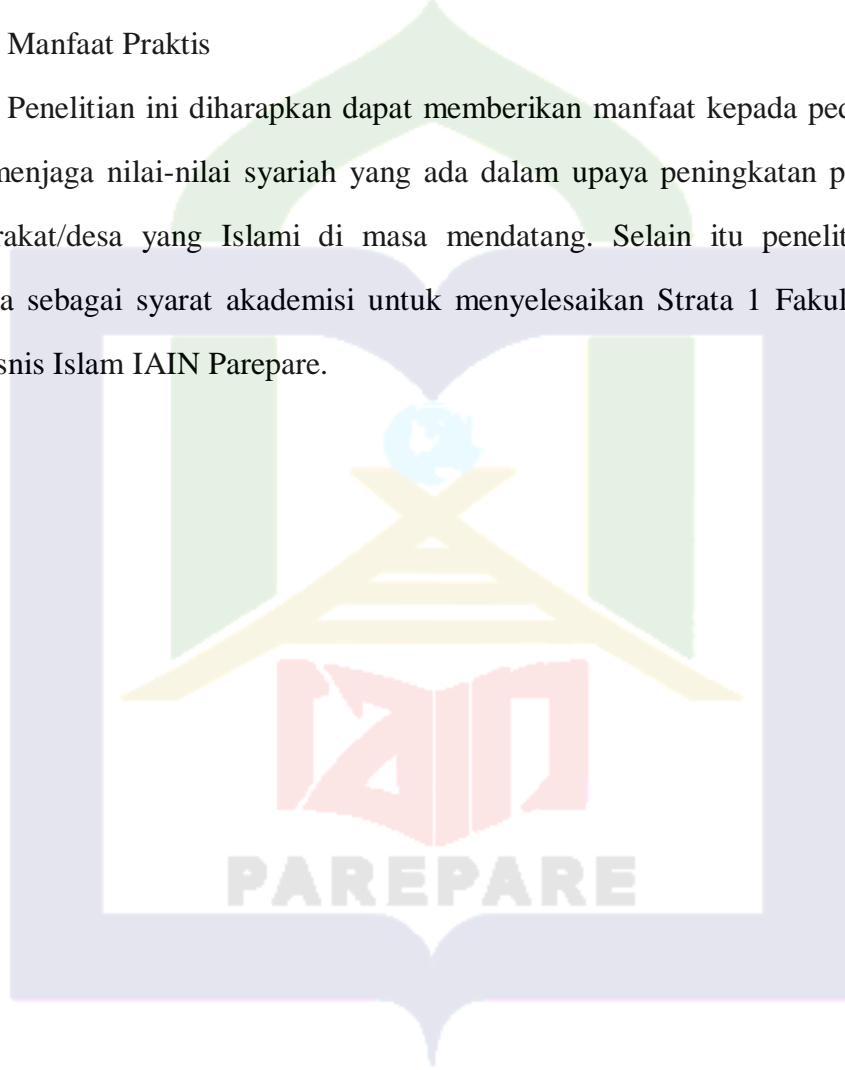 Manfaat Praktis
Penelitian ini diharapkan dapat memberikan manfaat kepada ped
menjaga nilai-nilai syariah yang ada dalam upaya peningkatan p
rakat/desa yang Islami di masa mendatang. Selain itu penelit
a sebagai syarat akademisi untuk menyelesaikan Strata 1 Fakul
snis Islam IAIN Parepare.
IAIN
PAREPARE